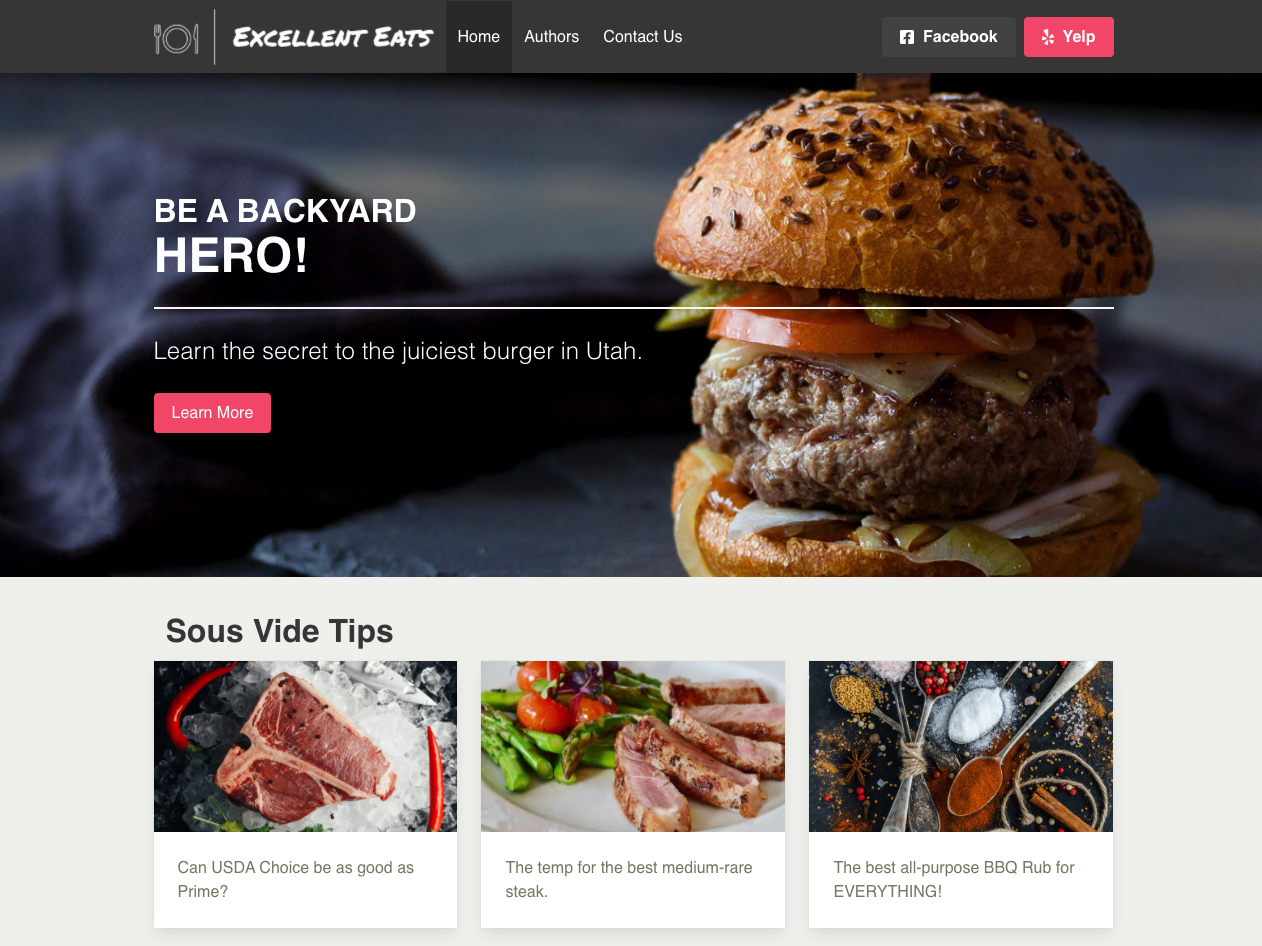 Excellent Eats
Home
Authors
Contact Us
Facebook
Yelp
BE A BACKYARD
HERO!
Learn the secret to the juiciest burger in Utah.
Learn More
Sous Vide Tips
Can USDA Choice be as good as
Prime?
The temp for the best medium-rare
steak.
The best all-purpose BBQ Rub for
EVERYTHING!